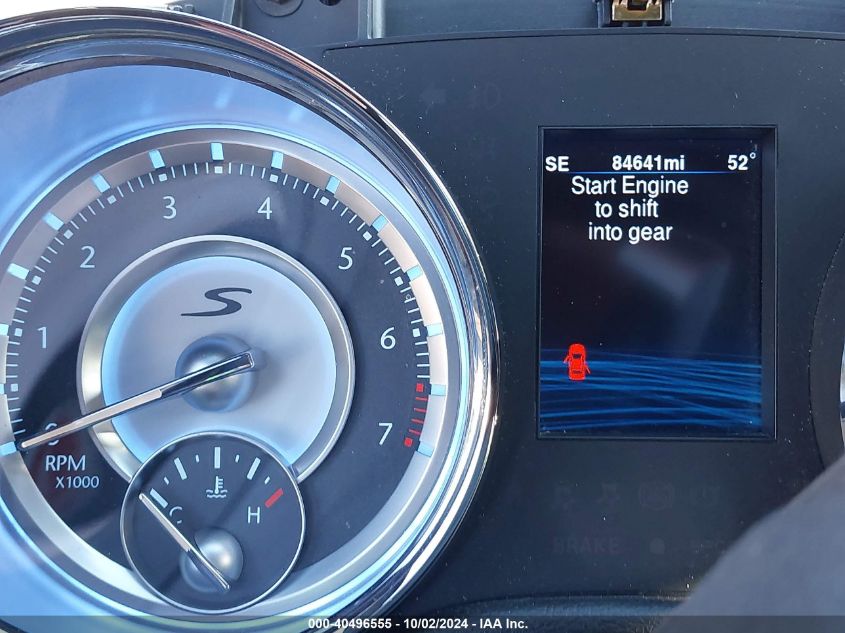 SE 84641mi 52°
Start Engine
to shift
into gear
1 2 3 4 5 6 7
S
RPM
X1000
C H
BRAKE
000-40496555 - 10/02/2024 - IAA Inc.